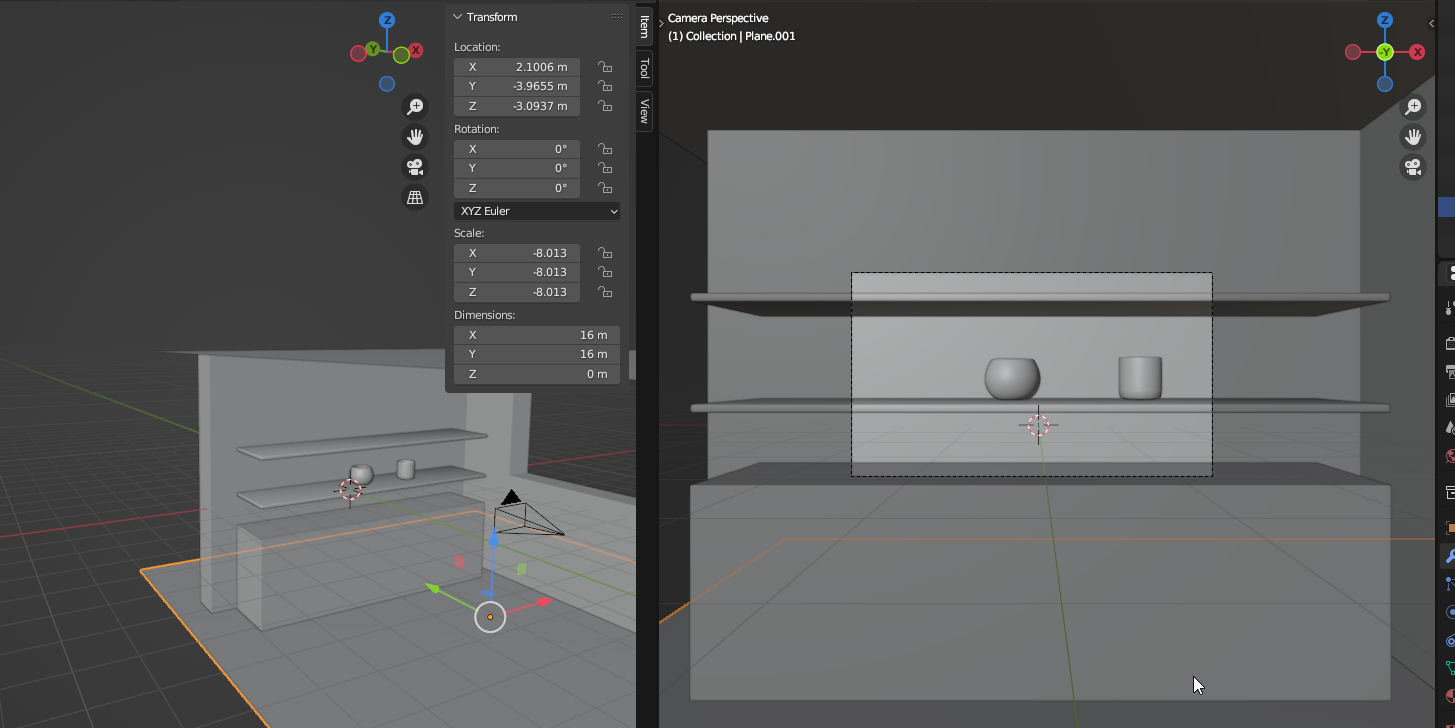 Transform
Location:
X 2.1006 m
Y -3.9655 m
Z -3.0937 m
Rotation:
X 0°
Y 0°
Z 0°
XYZ Euler
Scale:
X -8.013
Y -8.013
Z -8.013
Dimensions:
X 16 m
Y 16 m
Z 0 m
Item
Tool
View
Z
Y
X
Camera Perspective
(1) Collection | Plane.001
Z
-Y
X